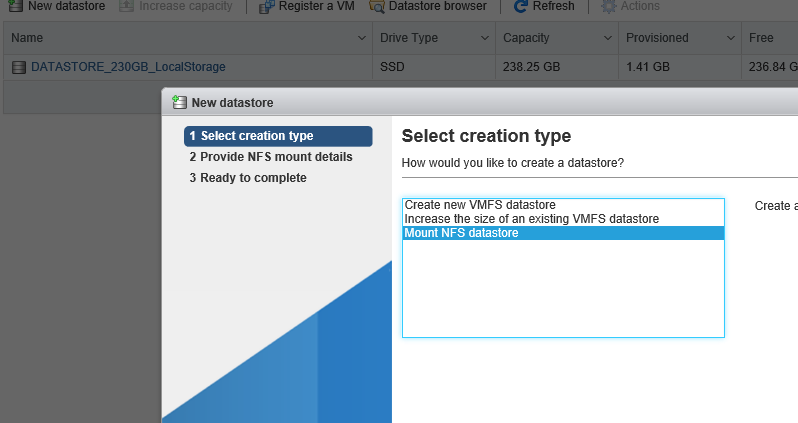 New datastore Increase capacity Register a VM Datastore browser Refresh Actions
Name Drive Type Capacity Provisioned Free
DATASTORE_230GB_LocalStorage SSD 238.25 GB 1.41 GB 236.84 G
New datastore
1 Select creation type
2 Provide NFS mount details
3 Ready to complete
Select creation type
How would you like to create a datastore?
Create new VMFS datastore
Increase the size of an existing VMFS datastore
Mount NFS datastore
Create a